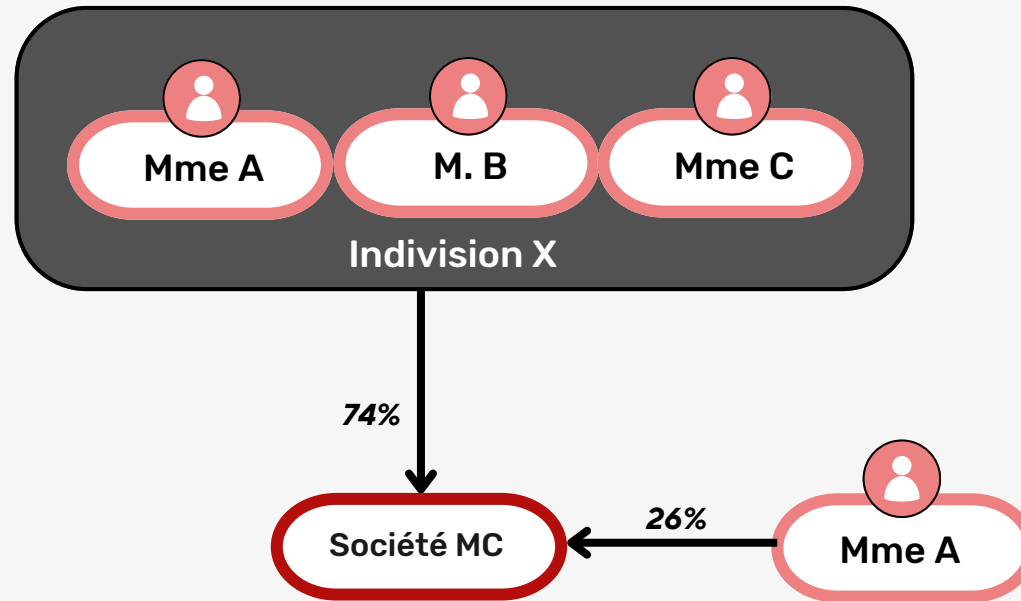 Mme A
M. B
Mme C
Indivision X
74%
26%
Société MC
Mme A